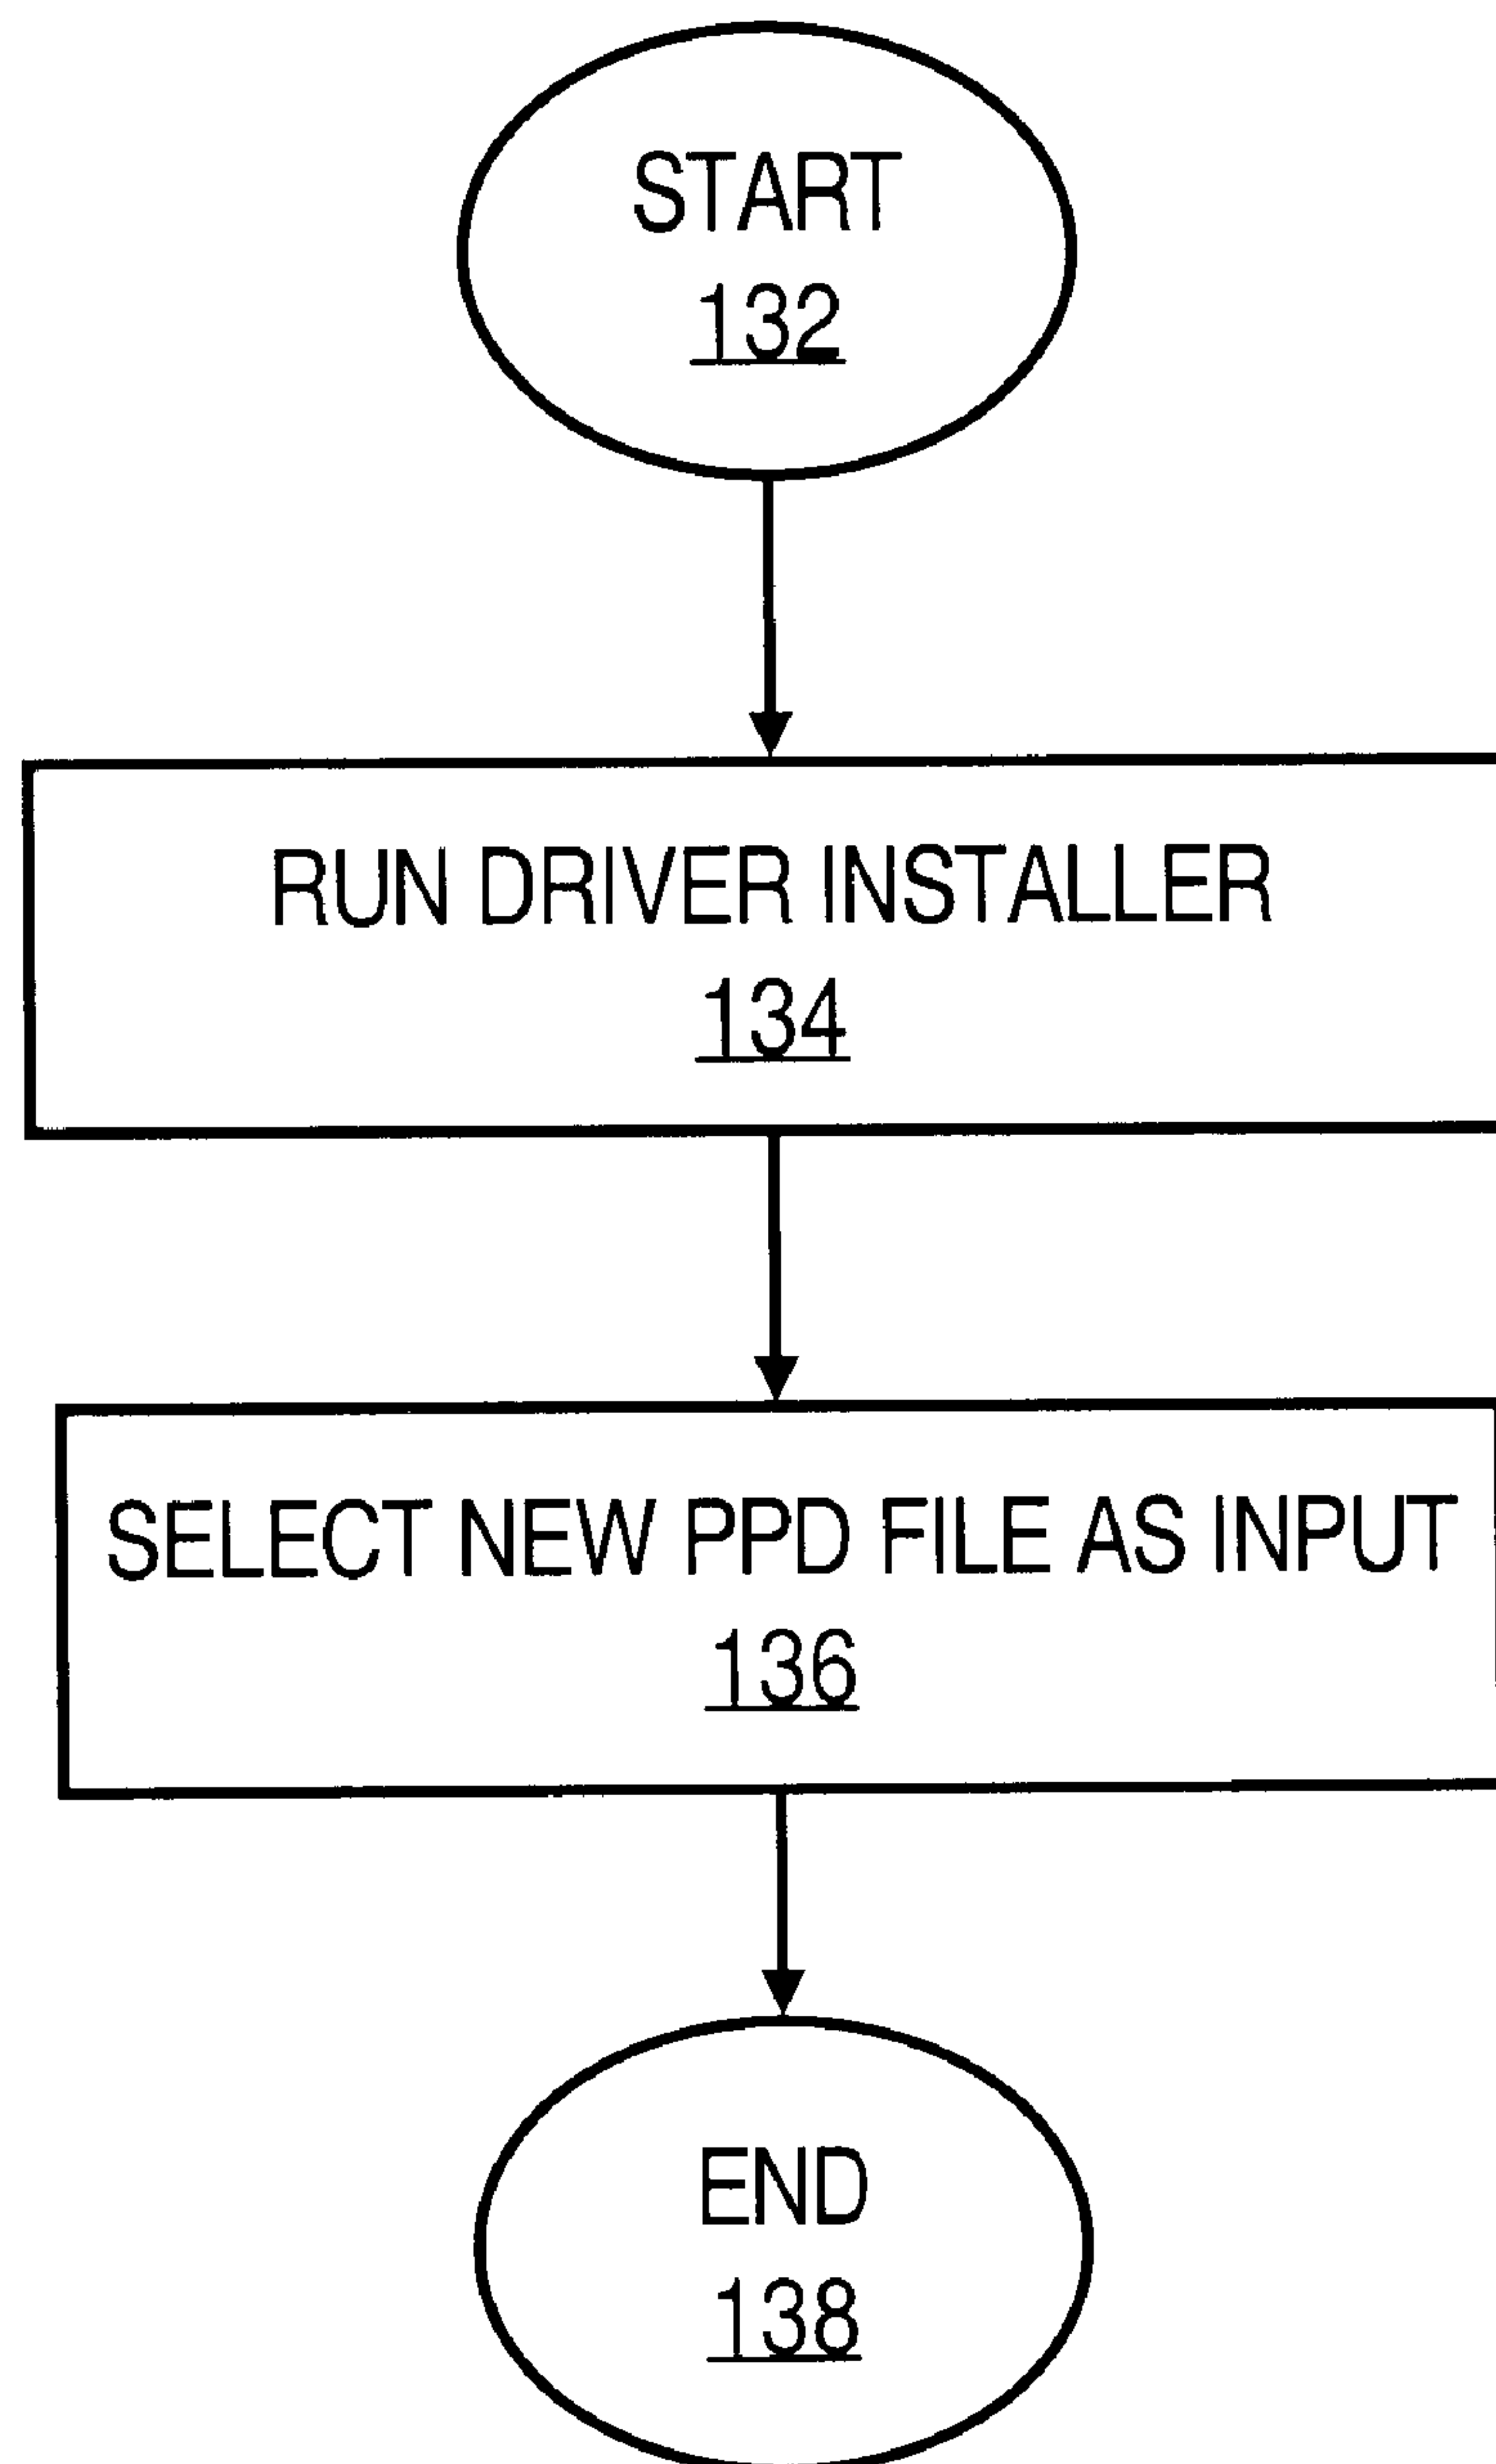 START
132
RUN DRIVER INSTALLER
134
SELECT NEW PPD FILE AS INPUT
136
END
138